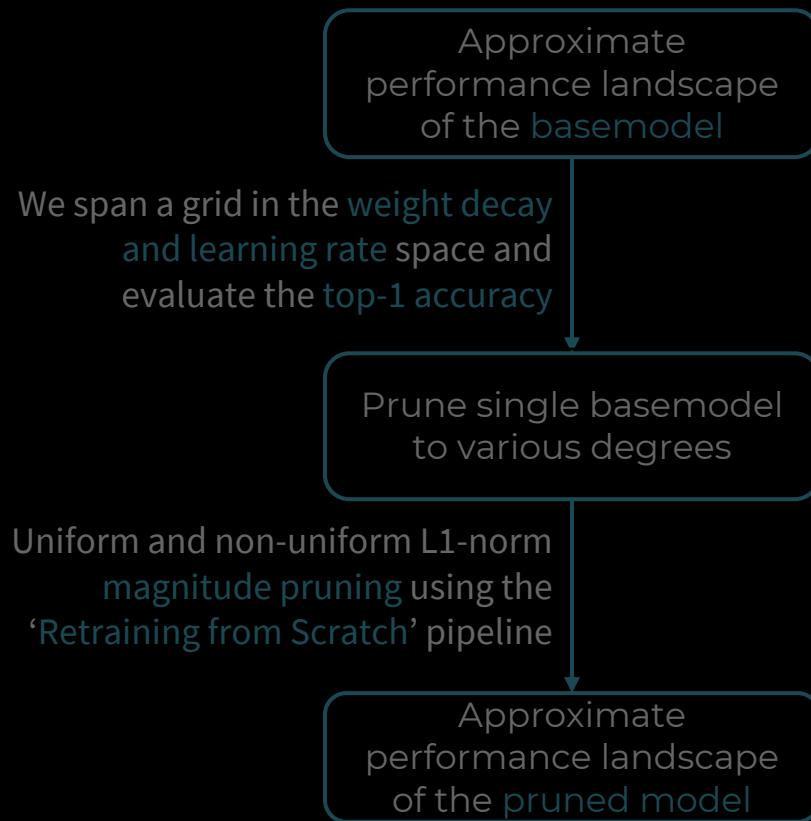 Approximate
performance landscape
of the basemodel
We span a grid in the weight decay
and learning rate space and
evaluate the top-1 accuracy
Prune single basemodel
to various degrees
Uniform and non-uniform L1-norm
magnitude pruning using the
‘Retraining from Scratch’ pipeline
Approximate
performance landscape
of the pruned model